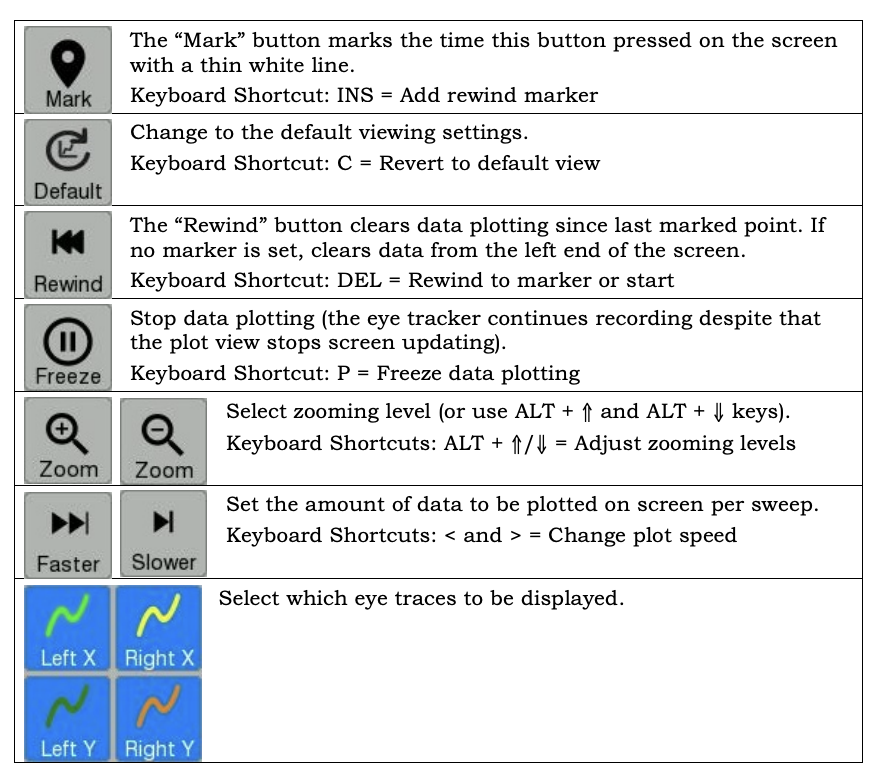 Mark
The “Mark” button marks the time this button pressed on the screen
with a thin white line.
Keyboard Shortcut: INS = Add rewind marker
Default
Change to the default viewing settings.
Keyboard Shortcut: C = Revert to default view
Rewind
The “Rewind” button clears data plotting since last marked point. If
no marker is set, clears data from the left end of the screen.
Keyboard Shortcut: DEL = Rewind to marker or start
Freeze
Stop data plotting (the eye tracker continues recording despite that
the plot view stops screen updating).
Keyboard Shortcut: P = Freeze data plotting
Zoom
Zoom
Select zooming level (or use ALT + ⇑ and ALT + ⇓ keys).
Keyboard Shortcuts: ALT + ⇑/⇓ = Adjust zooming levels
Faster
Slower
Set the amount of data to be plotted on screen per sweep.
Keyboard Shortcuts: < and > = Change plot speed
Left X
Right X
Left Y
Right Y
Select which eye traces to be displayed.